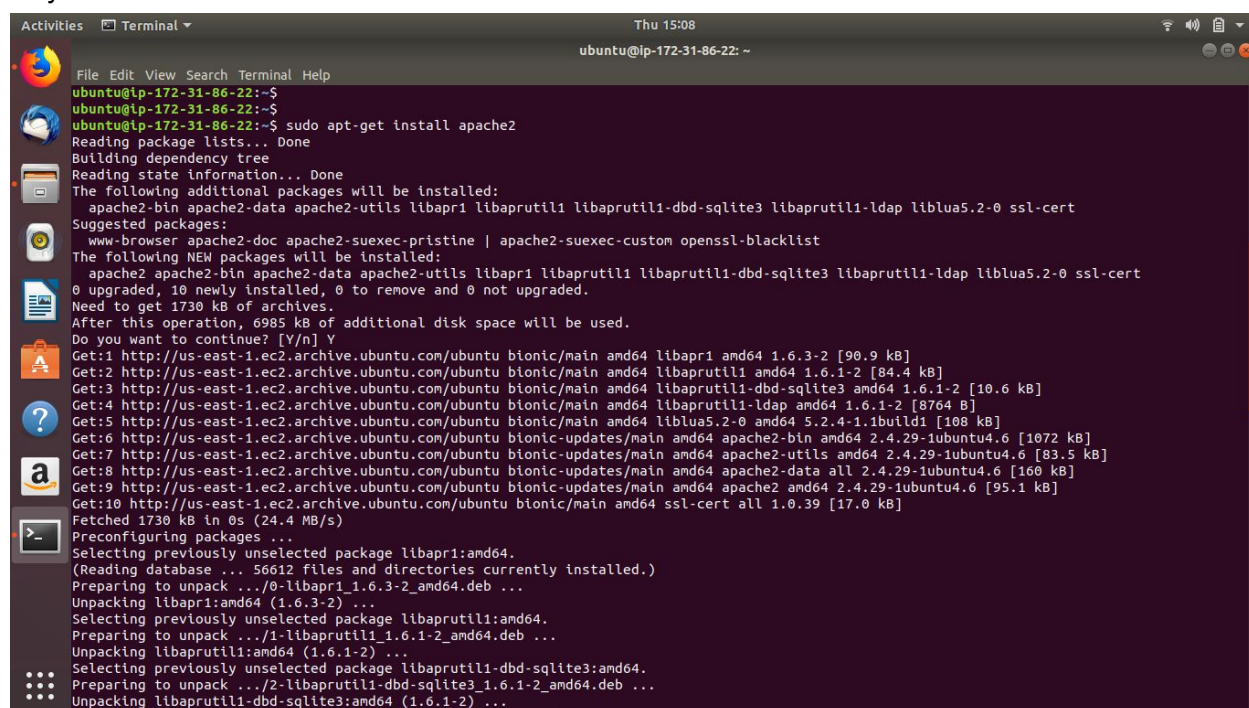 Activities Terminal Thu 15:08
ubuntu@ip-172-31-86-22: ~
File Edit View Search Terminal Help
ubuntu@ip-172-31-86-22:~$
ubuntu@ip-172-31-86-22:~$
ubuntu@ip-172-31-86-22:~$ sudo apt-get install apache2
Reading package lists... Done
Building dependency tree
Reading state information... Done
The following additional packages will be installed:
  apache2-bin apache2-data apache2-utils libapr1 libaprutil1 libaprutil1-dbd-sqlite3 libaprutil1-ldap liblua5.2-0 ssl-cert
Suggested packages:
  www-browser apache2-doc apache2-suexec-pristine | apache2-suexec-custom openssl-blacklist
The following NEW packages will be installed:
  apache2 apache2-bin apache2-data apache2-utils libapr1 libaprutil1 libaprutil1-dbd-sqlite3 libaprutil1-ldap liblua5.2-0 ssl-cert
0 upgraded, 10 newly installed, 0 to remove and 0 not upgraded.
Need to get 1730 kB of archives.
After this operation, 6985 kB of additional disk space will be used.
Do you want to continue? [Y/n] Y
Get:1 http://us-east-1.ec2.archive.ubuntu.com/ubuntu bionic/main amd64 libapr1 amd64 1.6.3-2 [90.9 kB]
Get:2 http://us-east-1.ec2.archive.ubuntu.com/ubuntu bionic/main amd64 libaprutil1 amd64 1.6.1-2 [84.4 kB]
Get:3 http://us-east-1.ec2.archive.ubuntu.com/ubuntu bionic/main amd64 libaprutil1-dbd-sqlite3 amd64 1.6.1-2 [10.6 kB]
Get:4 http://us-east-1.ec2.archive.ubuntu.com/ubuntu bionic/main amd64 libaprutil1-ldap amd64 1.6.1-2 [8764 B]
Get:5 http://us-east-1.ec2.archive.ubuntu.com/ubuntu bionic/main amd64 liblua5.2-0 amd64 5.2.4-1.1build1 [108 kB]
Get:6 http://us-east-1.ec2.archive.ubuntu.com/ubuntu bionic-updates/main amd64 apache2-bin amd64 2.4.29-1ubuntu4.6 [1072 kB]
Get:7 http://us-east-1.ec2.archive.ubuntu.com/ubuntu bionic-updates/main amd64 apache2-utils amd64 2.4.29-1ubuntu4.6 [83.5 kB]
Get:8 http://us-east-1.ec2.archive.ubuntu.com/ubuntu bionic-updates/main amd64 apache2-data all 2.4.29-1ubuntu4.6 [160 kB]
Get:9 http://us-east-1.ec2.archive.ubuntu.com/ubuntu bionic-updates/main amd64 apache2 amd64 2.4.29-1ubuntu4.6 [95.1 kB]
Get:10 http://us-east-1.ec2.archive.ubuntu.com/ubuntu bionic/main amd64 ssl-cert all 1.0.39 [17.0 kB]
Fetched 1730 kB in 0s (24.4 MB/s)
Preconfiguring packages ...
Selecting previously unselected package libapr1:amd64.
(Reading database ... 56612 files and directories currently installed.)
Preparing to unpack .../0-libapr1_1.6.3-2_amd64.deb ...
Unpacking libapr1:amd64 (1.6.3-2) ...
Selecting previously unselected package libaprutil1:amd64.
Preparing to unpack .../1-libaprutil1_1.6.1-2_amd64.deb ...
Unpacking libaprutil1:amd64 (1.6.1-2) ...
Selecting previously unselected package libaprutil1-dbd-sqlite3:amd64.
Preparing to unpack .../2-libaprutil1-dbd-sqlite3_1.6.1-2_amd64.deb ...
Unpacking libaprutil1-dbd-sqlite3:amd64 (1.6.1-2) ...